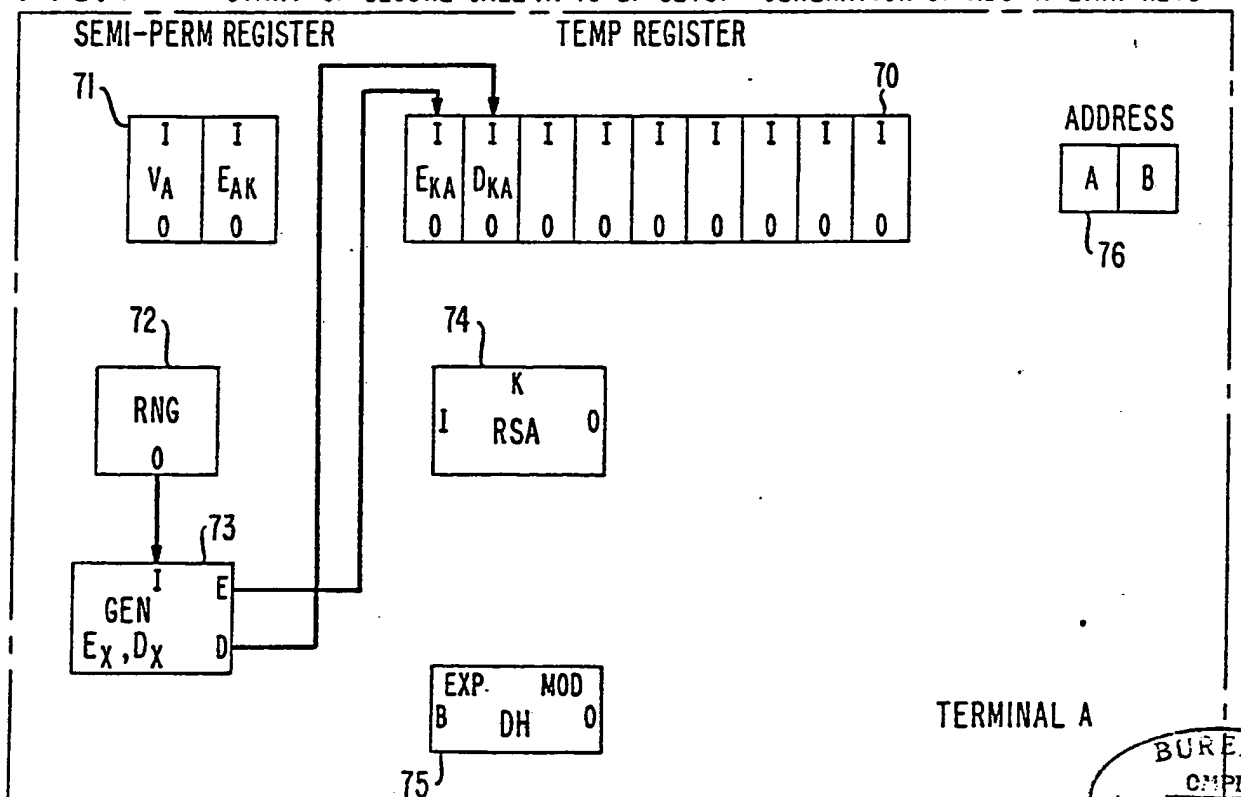 SEMI-PERM REGISTER TEMP REGISTER
71 70
ADDRESS
I I I I I I I I I I I
V_A E_AK E_KA D_KA A B
0 0 0 0 0 0 0 0 0 0 0
76
72 74
RNG
0
K
I RSA 0
73
I E
GEN
E_X, D_X D
EXP. MOD
B DH 0
75
TERMINAL A